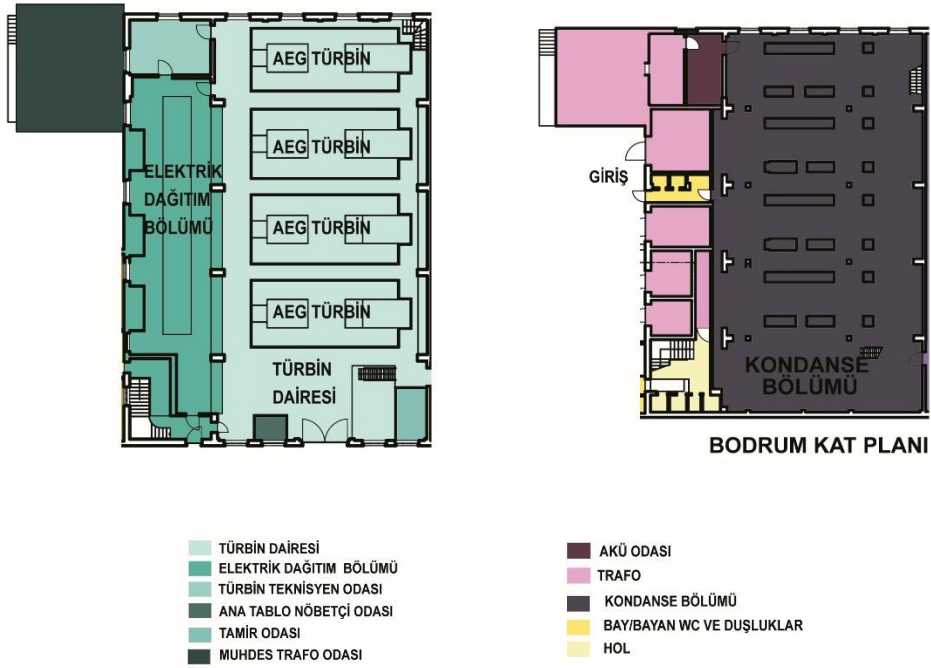 AEG TÜRBİN
AEG TÜRBİN
AEG TÜRBİN
AEG TÜRBİN
ELEKTRİK
DAĞITIM
BÖLÜMÜ
TÜRBİN
DAİRESİ
GİRİŞ
KONDANSE
BÖLÜMÜ
BODRUM KAT PLANI
TÜRBİN DAİRESİ
ELEKTRİK DAĞITIM BÖLÜMÜ
TÜRBİN TEKNİSYEN ODASI
ANA TABLO NÖBETÇİ ODASI
TAMİR ODASI
MUHDES TRAFO ODASI
AKÜ ODASI
TRAFO
KONDANSE BÖLÜMÜ
BAY/BAYAN WC VE DUŞLUKLAR
HOL